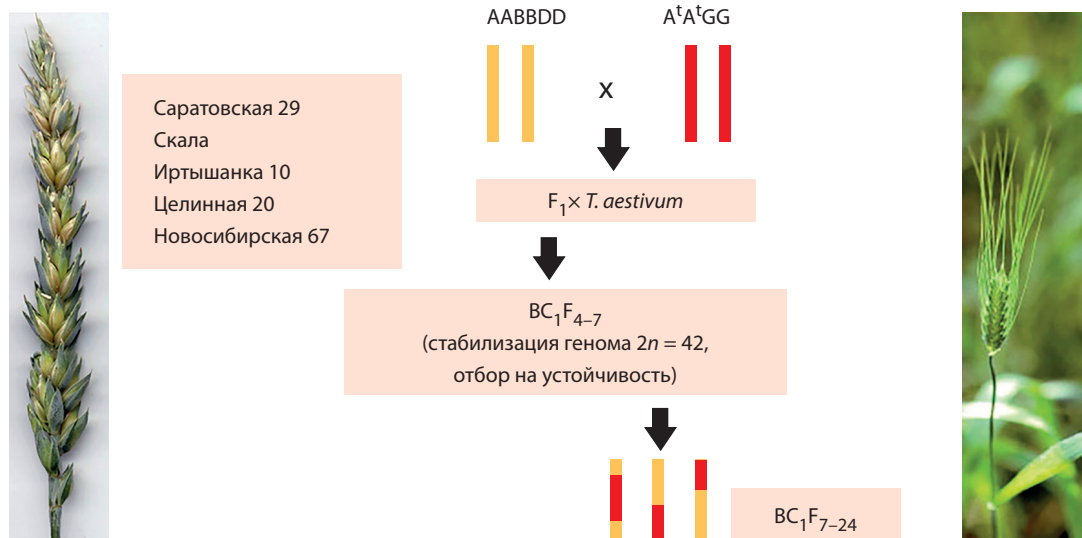 AABBDD
AᵗAᵗGG
x
Саратовская 29
Скала
Иртышанка 10
Целинная 20
Новосибирская 67
F₁ × T. aestivum
BC₁F₄₋₇
(стабилизация генома 2n = 42,
отбор на устойчивость)
BC₁F₇₋₂₄